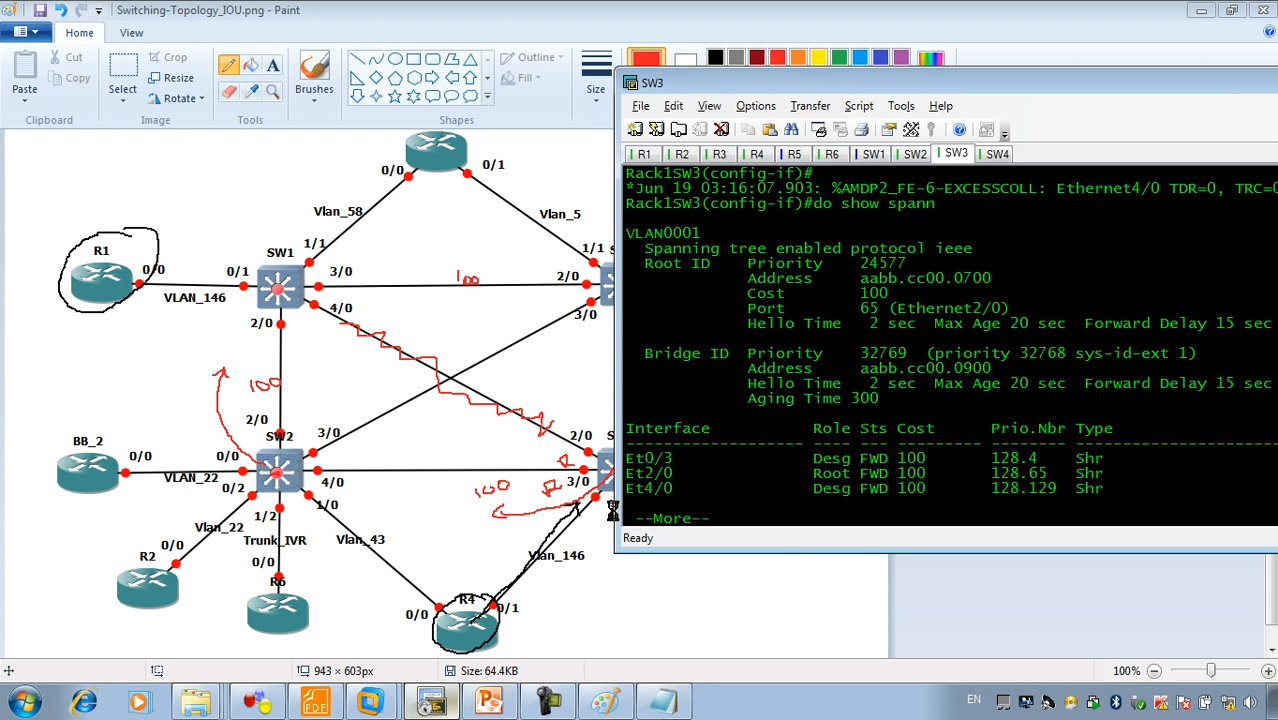 Switching-Topology_IOU.png - Paint
Home
View
Paste
Cut
Copy
Clipboard
Select
Crop
Resize
Rotate
Image
Tools
Brushes
Shapes
Outline
Fill
Size
SW3
File Edit View Options Transfer Script Tools Help
R1 R2 R3 R4 R5 R6 SW1 SW2 SW3 SW4
Rack1SW3(config-if)#
*Jun 19 03:16:07.903: %AMDP2_FE-6-EXCESSCOLL: Ethernet4/0 TDR=0, TRC=0
Rack1SW3(config-if)#do show spann
VLAN0001
Spanning tree enabled protocol ieee
Root ID Priority 24577
Address aabb.cc00.0700
Cost 100
Port 65 (Ethernet2/0)
Hello Time 2 sec Max Age 20 sec Forward Delay 15 sec
Bridge ID Priority 32769 (priority 32768 sys-id-ext 1)
Address aabb.cc00.0900
Hello Time 2 sec Max Age 20 sec Forward Delay 15 sec
Aging Time 300
Interface Role Sts Cost Prio.Nbr Type
------------------- ---- --- --------- -------- --------------------------------
Et0/3 Desg FWD 100 128.4 Shr
Et2/0 Root FWD 100 128.65 Shr
Et4/0 Desg FWD 100 128.129 Shr
--More--
Ready
0/0
0/1
Vlan_58
Vlan_5
R1
0/0
VLAN_146
0/1
SW1
1/1
3/0
4/0
2/0
100
1/1
2/0
3/0
100
2/0
SW2
3/0
4/0
1/0
BB_2
0/0
VLAN_22
0/0
0/2
1/2
Vlan_22
Trunk_IVR
0/0
R2
0/0
R6
Vlan_43
2/0
3/0
100
Vlan_146
R4
0/0
0/1
943 × 603px
Size: 64.4KB
100%
EN